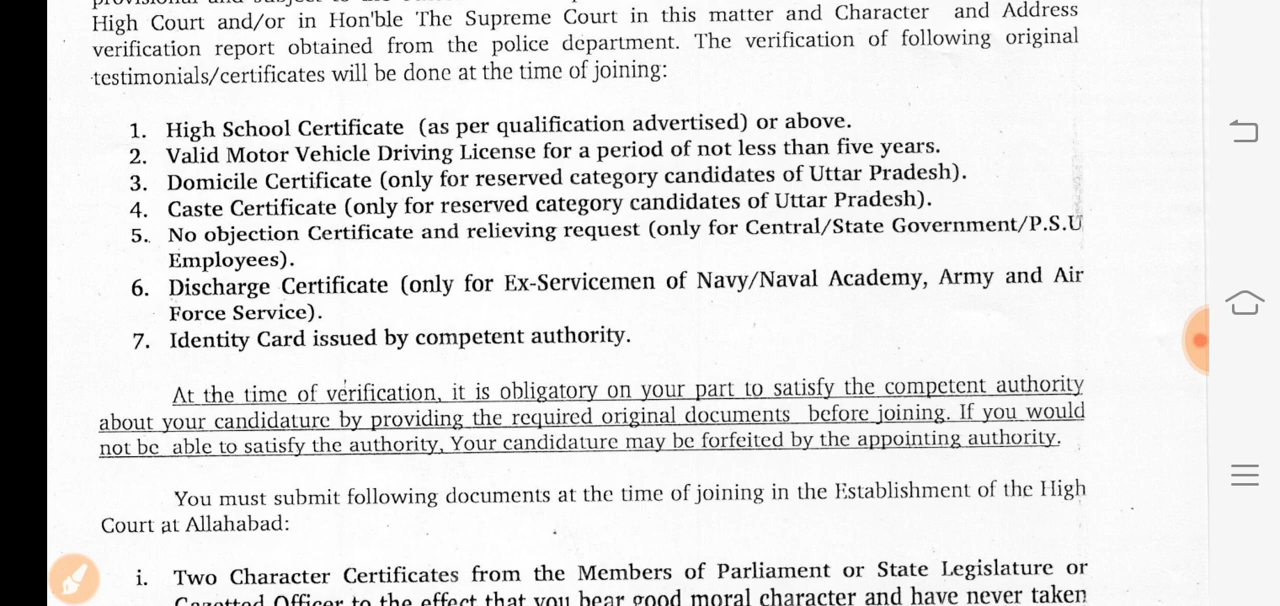 High Court and/or in Hon'ble The Supreme Court in this matter and Character and Address
verification report obtained from the police department. The verification of following original
testimonials/certificates will be done at the time of joining:
1. High School Certificate (as per qualification advertised) or above.
2. Valid Motor Vehicle Driving License for a period of not less than five years.
3. Domicile Certificate (only for reserved category candidates of Uttar Pradesh).
4. Caste Certificate (only for reserved category candidates of Uttar Pradesh).
5. No objection Certificate and relieving request (only for Central/State Government/P.S.U
Employees).
6. Discharge Certificate (only for Ex-Servicemen of Navy/Naval Academy, Army and Air
Force Service).
7. Identity Card issued by competent authority.
At the time of verification, it is obligatory on your part to satisfy the competent authority
about your candidature by providing the required original documents before joining. If you would
not be able to satisfy the authority, Your candidature may be forfeited by the appointing authority.
You must submit following documents at the time of joining in the Establishment of the High
Court at Allahabad:
i. Two Character Certificates from the Members of Parliament or State Legislature or
Officer to the effect that you bear good moral character and have never taken